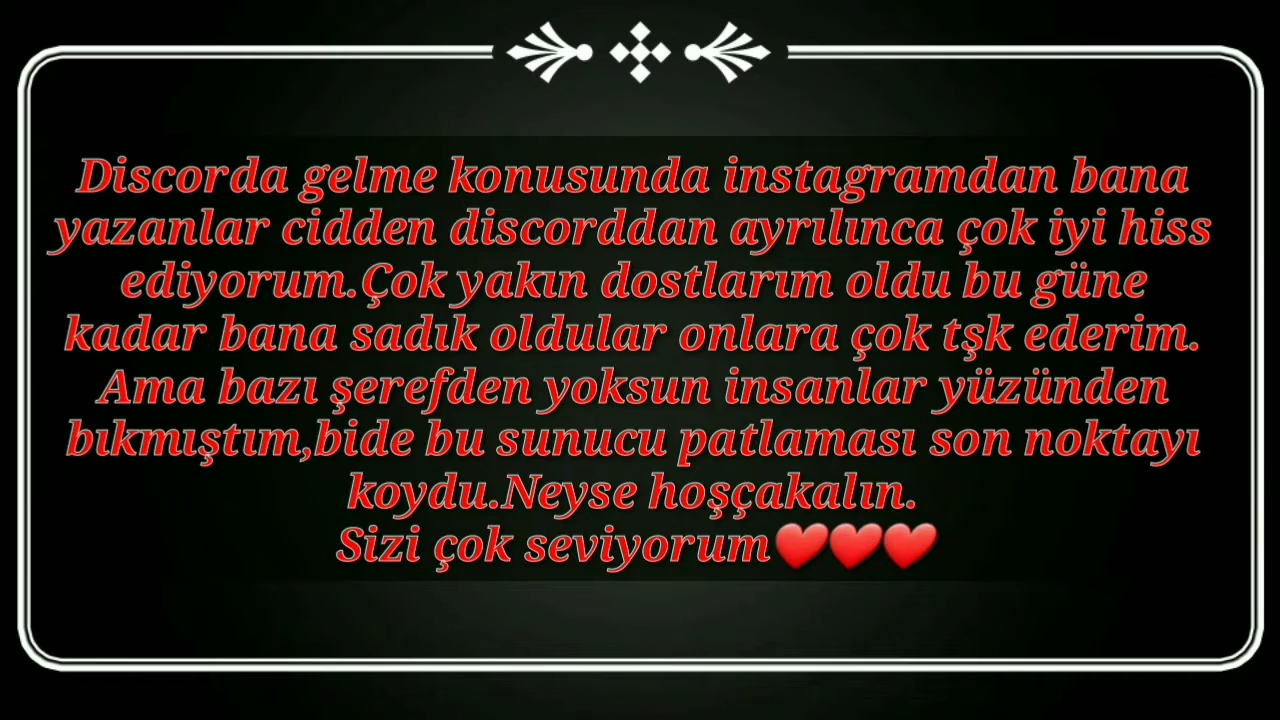 Discorda gelme konusunda instagramdan bana
yazanlar cidden discorddan ayrılınca çok iyi hiss
ediyorum.Çok yakın dostlarım oldu bu güne
kadar bana sadık oldular onlara çok tşk ederim.
Ama bazı şerefden yoksun insanlar yüzünden
bıkmıştım,bide bu sunucu patlaması son noktayı
koydu.Neyse hoşçakalın.
Sizi çok seviyorum❤️❤️❤️